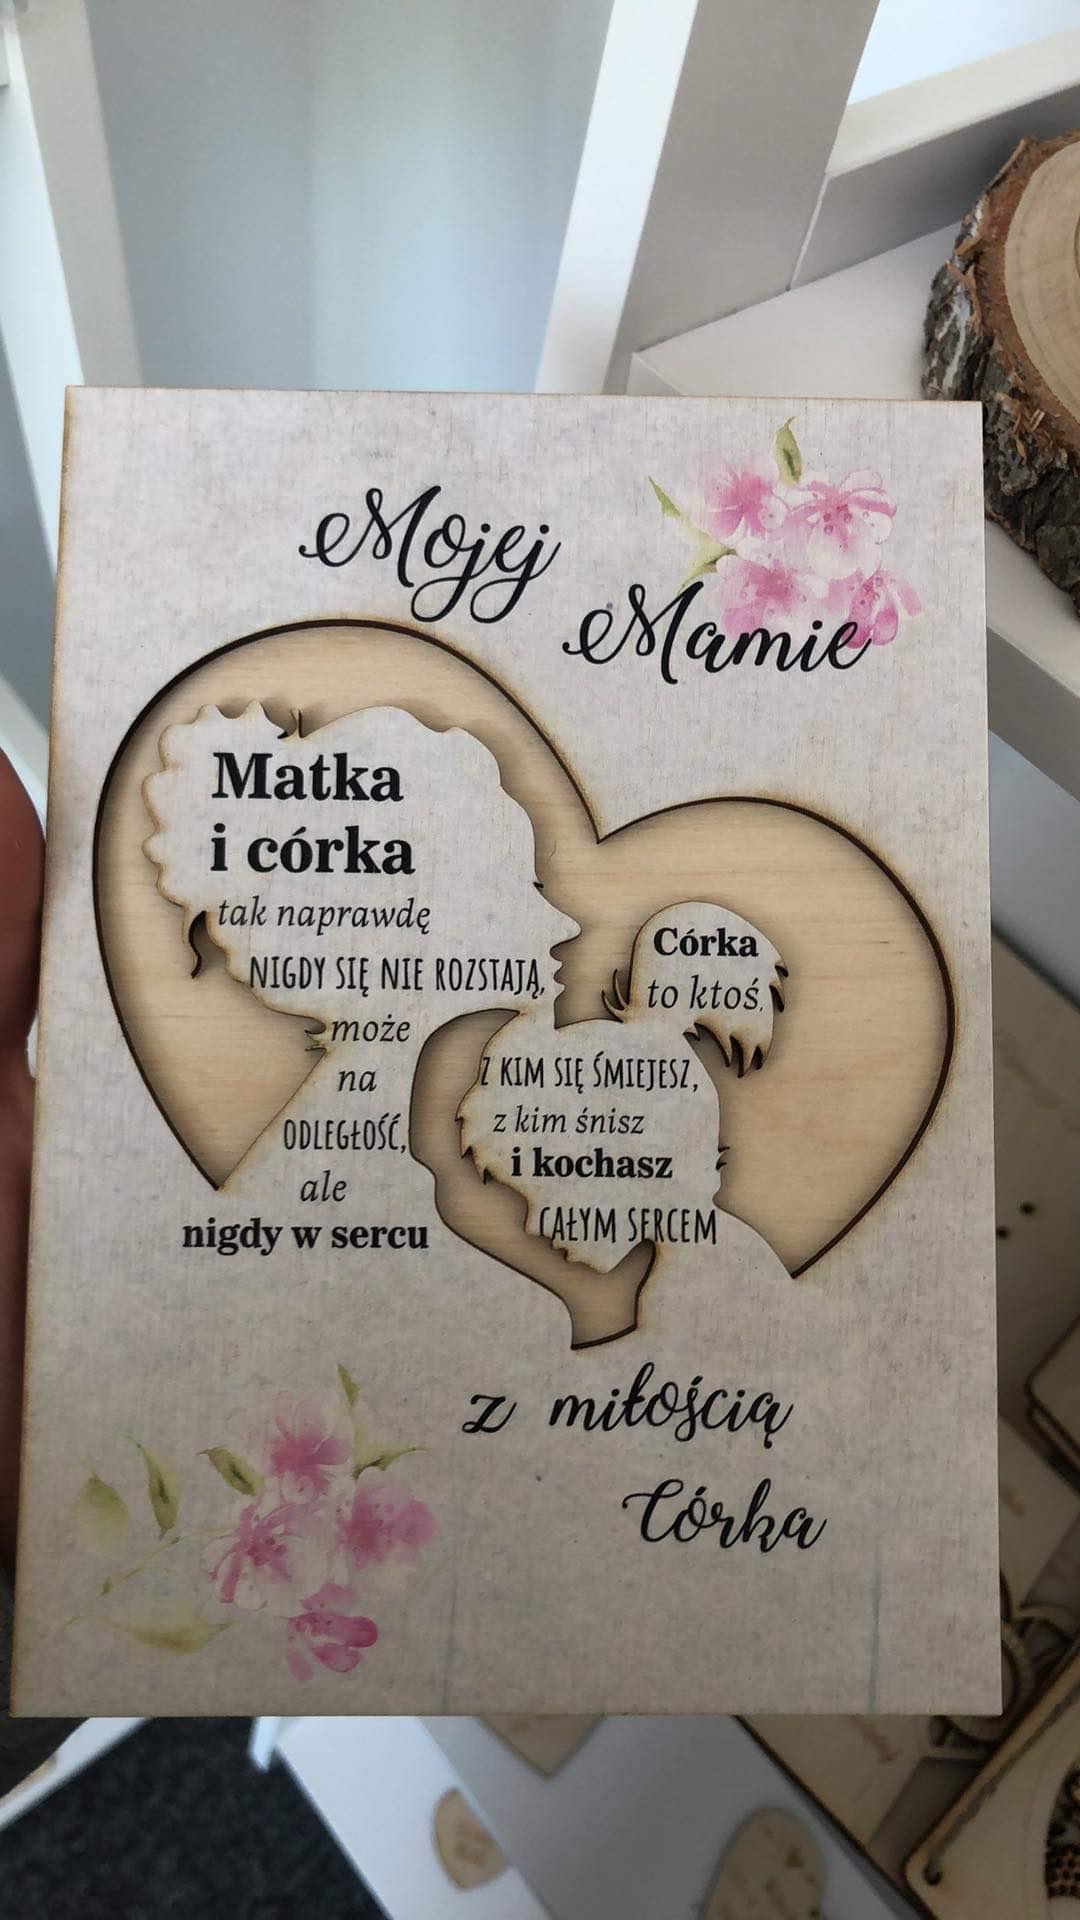 Mojej
Mamie
Matka
i córka
tak naprawdę
NIGDY SIĘ NIE ROZSTAJĄ,
może
na
ODLEGŁOŚĆ,
ale
nigdy w sercu
Córka
to ktoś,
Z KIM SIĘ ŚMIEJESZ,
z kim śnisz
i kochasz
CAŁYM SERCEM
z miłością
Córka